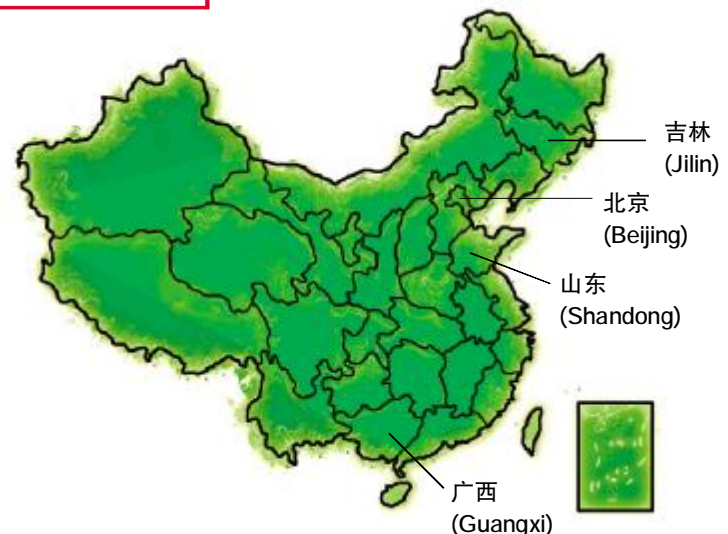 吉林
(Jilin)
北京
(Beijing)
山东
(Shandong)
广西
(Guangxi)